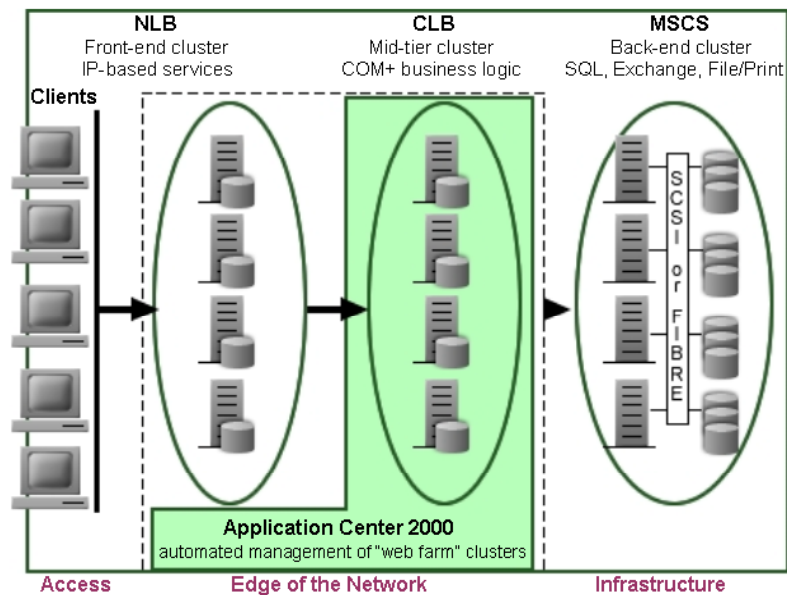 NLB
Front-end cluster
IP-based services
CLB
Mid-tier cluster
COM+ business logic
MSCS
Back-end cluster
SQL, Exchange, File/Print
Clients
SCSI or FIBRE
Application Center 2000
automated management of "web farm" clusters
Access
Edge of the Network
Infrastructure